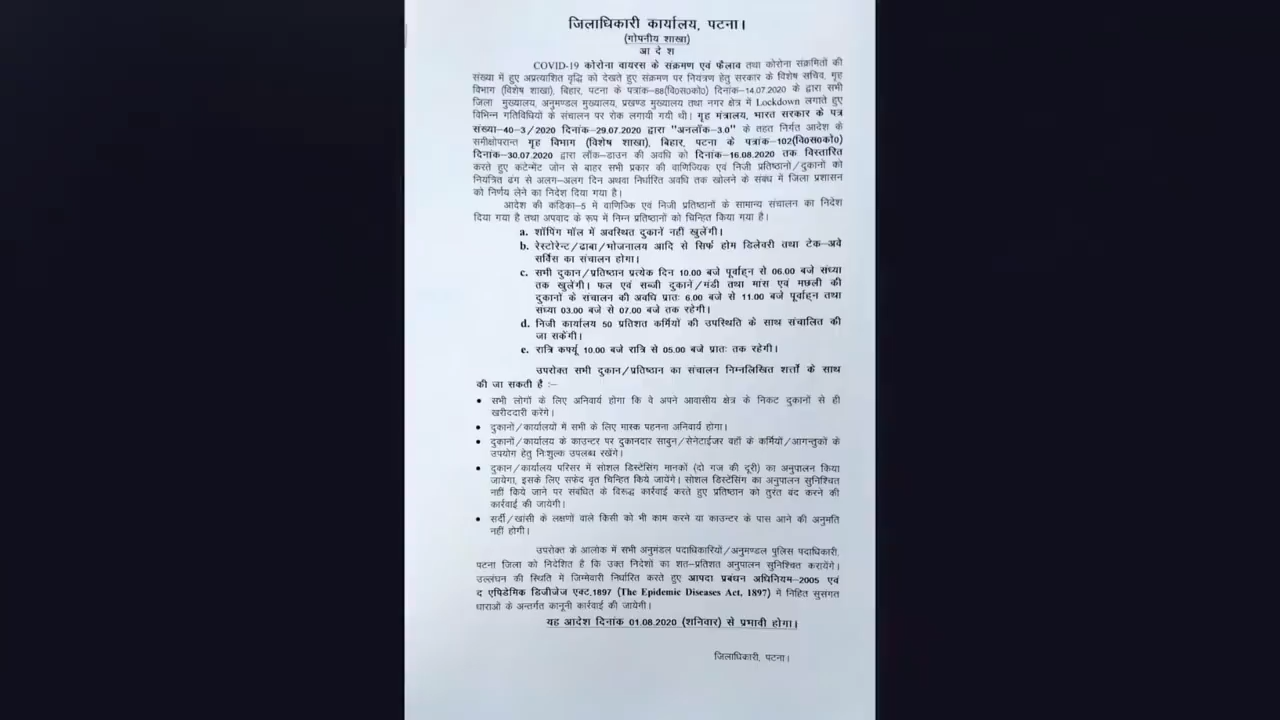 जिलाधिकारी कार्यालय, पटना।
(गोपनीय शाखा)
आ दे श
COVID-19 कोरोना वायरस के संक्रमण एवं फैलाव तथा कोरोना संक्रमितों की
संख्या में हुए अप्रत्याशित वृद्धि को देखते हुए संक्रमण पर नियंत्रण हेतु सरकार के विशेष सचिव, गृह
विभाग (विशेष शाखा), बिहार, पटना के पत्रांक-88(वि०स०को०) दिनांक-14.07.2020 के द्वारा सभी
जिला मुख्यालय, अनुमण्डल मुख्यालय, प्रखण्ड मुख्यालय तथा नगर क्षेत्र में Lockdown लगाते हुए
विभिन्न गतिविधियों के संचालन पर रोक लगायी गयी थी। गृह मंत्रालय, भारत सरकार के पत्र
संख्या-40-3/2020 दिनांक-29.07.2020 द्वारा "अनलॉक-3.0" के तहत निर्गत आदेश के
समीक्षोपरान्त गृह विभाग (विशेष शाखा), बिहार, पटना के पत्रांक-102(वि०स०को०)
दिनांक-30.07.2020 द्वारा लॉक-डाउन की अवधि को दिनांक-16.08.2020 तक विस्तारित
करते हुए कंटेन्मेंट जोन से बाहर सभी प्रकार की वाणिज्यिक एवं निजी प्रतिष्ठानों/दुकानों को
नियंत्रित ढंग से अलग-अलग दिन अथवा निर्धारित अवधि तक खोलने के संबंध में जिला प्रशासन
को निर्णय लेने का निदेश दिया गया है।
आदेश की कंडिका-5 में वाणिज्यि एवं निजी प्रतिष्ठानों के सामान्य संचालन का निदेश
दिया गया है तथा अपवाद के रूप में निम्न प्रतिष्ठानों को चिन्हित किया गया है।
a. शॉपिंग मॉल में अवस्थित दुकानें नहीं खुलेंगी।
b. रेस्टोरेन्ट/ढाबा/भोजनालय आदि से सिर्फ होम डिलेवरी तथा टेक-अवे
सर्विस का संचालन होगा।
c. सभी दुकान/प्रतिष्ठान प्रत्येक दिन 10.00 बजे पूर्वाहन से 06.00 बजे संध्या
तक खुलेंगी। फल एवं सब्जी दुकानें/मंडी तथा मांस एवं मछली की
दुकानों के संचालन की अवधि प्रातः 6.00 बजे से 11.00 बजे पूर्वाहन तथा
संध्या 03.00 बजे से 07.00 बजे तक रहेगी।
d. निजी कार्यालय 50 प्रतिशत कर्मियों की उपस्थिति के साथ संचालित की
जा सकेंगी।
e. रात्रि कर्फ्यू 10.00 बजे रात्रि से 05.00 बजे प्रातः तक रहेगी।
उपरोक्त सभी दुकान/प्रतिष्ठान का संचालन निम्नलिखित शर्त्तों के साथ
की जा सकती है :-
• सभी लोगों के लिए अनिवार्य होगा कि वे अपने आवासीय क्षेत्र के निकट दुकानों से ही
खरीददारी करेंगे।
• दुकानों/कार्यालयों में सभी के लिए मास्क पहनना अनिवार्य होगा।
• दुकानों/कार्यालय के काउन्टर पर दुकानदार साबुन/सेनेटाईजर वहाँ के कर्मियों/आगन्तुकों के
उपयोग हेतु निःशुल्क उपलब्ध रखेंगे।
• दुकान/कार्यालय परिसर में सोशल डिस्टेंसिंग मानकों (दो गज की दूरी) का अनुपालन किया
जायेगा, इसके लिए सफेद वृत चिन्हित किये जायेंगे। सोशल डिस्टेंसिंग का अनुपालन सुनिश्चित
नहीं किये जाने पर संबंधित के विरूद्ध कार्रवाई करते हुए प्रतिष्ठान को तुरंत बंद करने की
कार्रवाई की जायेगी।
• सर्दी/खांसी के लक्षणों वाले किसी को भी काम करने या काउन्टर के पास आने की अनुमति
नहीं होगी।
उपरोक्त के आलोक में सभी अनुमंडल पदाधिकारियों/अनुमण्डल पुलिस पदाधिकारी,
पटना जिला को निदेशित है कि उक्त निदेशों का शत-प्रतिशत अनुपालन सुनिश्चित करायेंगे।
उल्लंघन की स्थिति में जिम्मेवारी निर्धारित करते हुए आपदा प्रबंधन अधिनियम-2005 एवं
द एपिडेमिक डिजीजेज एक्ट.1897 (The Epidemic Diseases Act, 1897) में निहित सुसंगत
धाराओं के अन्तर्गत कानूनी कार्रवाई की जायेगी।
यह आदेश दिनांक 01.08.2020 (शनिवार) से प्रभावी होगा।
जिलाधिकारी, पटना।